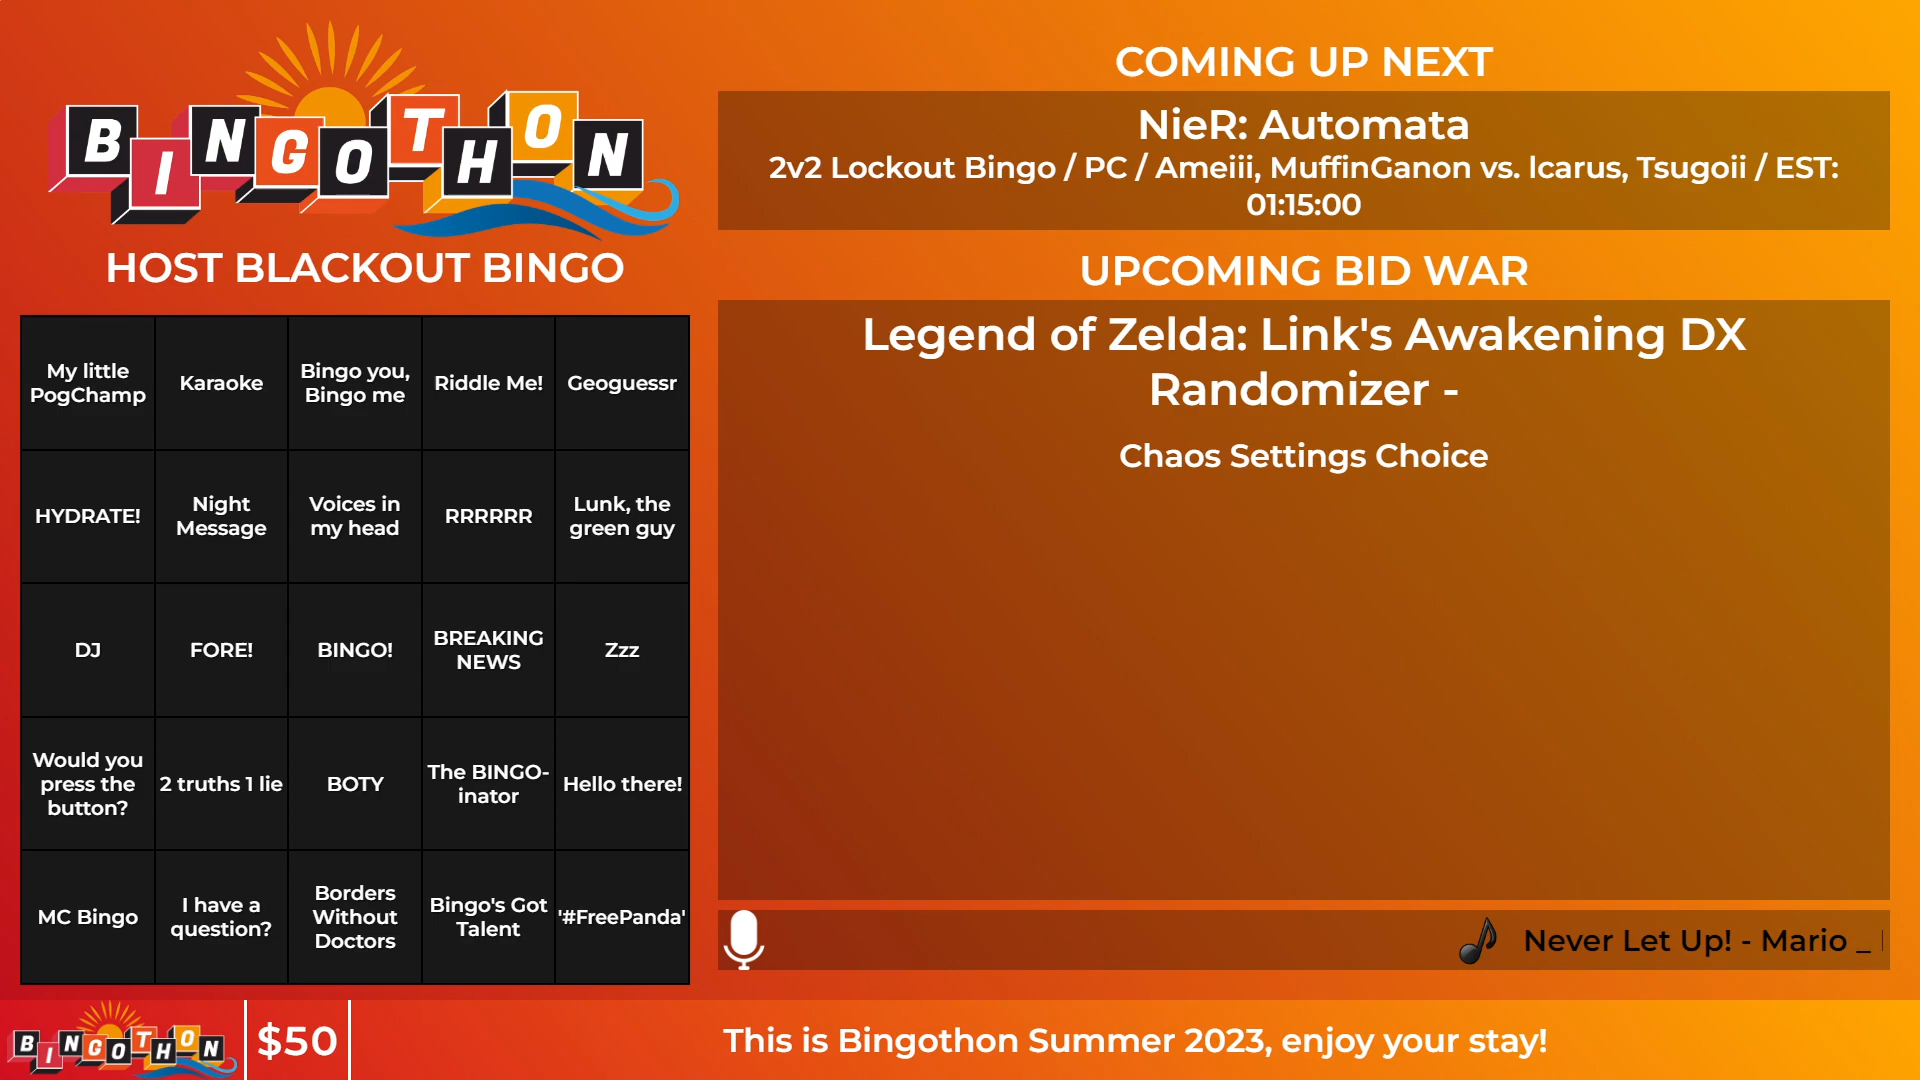 BINGOTHON
HOST BLACKOUT BINGO
My little
PogChamp
Karaoke
Bingo you,
Bingo me
Riddle Me!
Geoguessr
HYDRATE!
Night
Message
Voices in
my head
RRRRRR
Lunk, the
green guy
DJ
FORE!
BINGO!
BREAKING
NEWS
Zzz
Would you
press the
button?
2 truths 1 lie
BOTY
The BINGO-
inator
Hello there!
MC Bingo
I have a
question?
Borders
Without
Doctors
Bingo's Got
Talent
'#FreePanda'
COMING UP NEXT
NieR: Automata
2v2 Lockout Bingo / PC / Ameiii, MuffinGanon vs. Icarus, Tsugoii / EST:
01:15:00
UPCOMING BID WAR
Legend of Zelda: Link's Awakening DX
Randomizer -
Chaos Settings Choice
Never Let Up! - Mario _
BINGOTHON
$50
This is Bingothon Summer 2023, enjoy your stay!